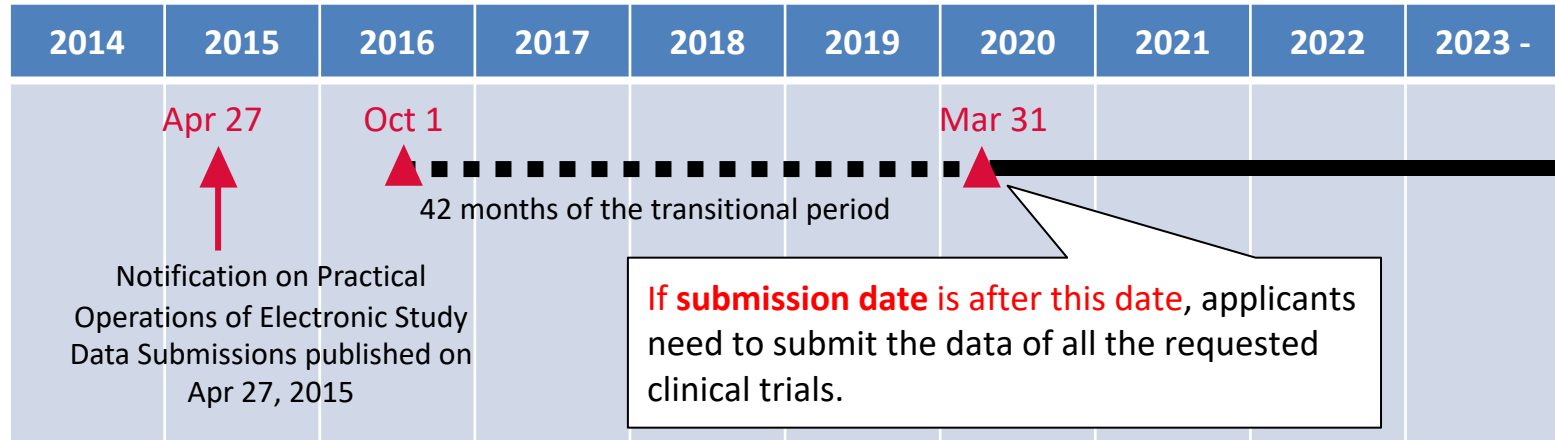 2014 2015 2016 2017 2018 2019 2020 2021 2022 2023 -
Apr 27 Oct 1 Mar 31
42 months of the transitional period
Notification on Practical
Operations of Electronic Study
Data Submissions published on
Apr 27, 2015
If submission date is after this date, applicants
need to submit the data of all the requested
clinical trials.